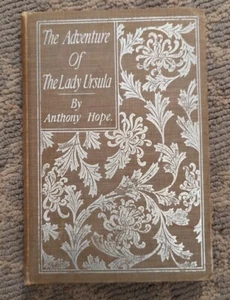 The Adventure
Of
The Lady Ursula
By
Anthony Hope.